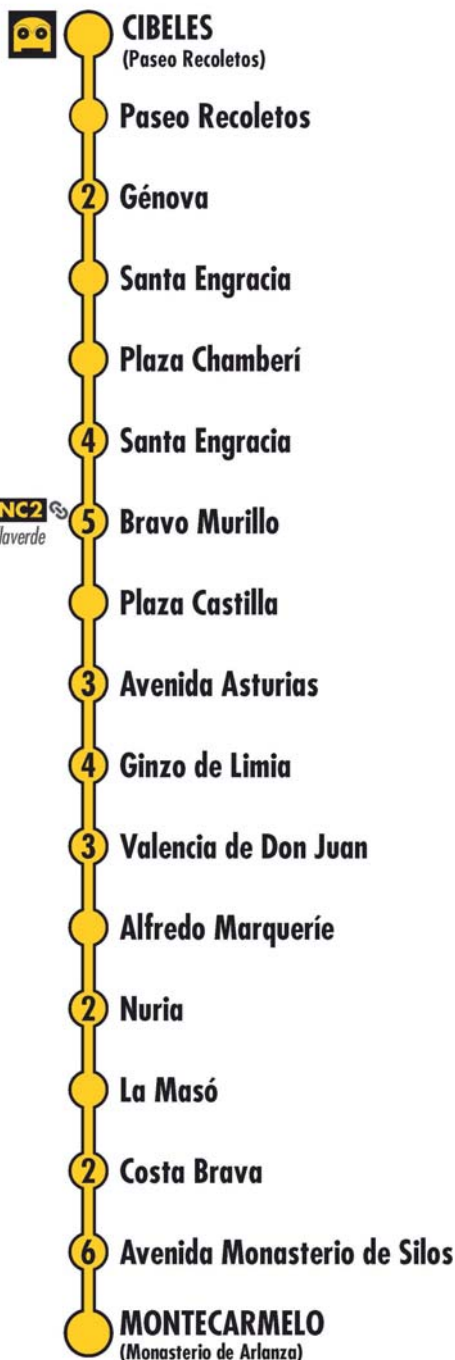 CIBELES
(Paseo Recoletos)
Paseo Recoletos
2 Génova
Santa Engracia
Plaza Chamberí
4 Santa Engracia
NC2
laverde
5 Bravo Murillo
Plaza Castilla
3 Avenida Asturias
4 Ginzo de Limia
3 Valencia de Don Juan
Alfredo Marqueríe
2 Nuria
La Masó
2 Costa Brava
6 Avenida Monasterio de Silos
MONTECARMELO
(Monasterio de Arlanza)